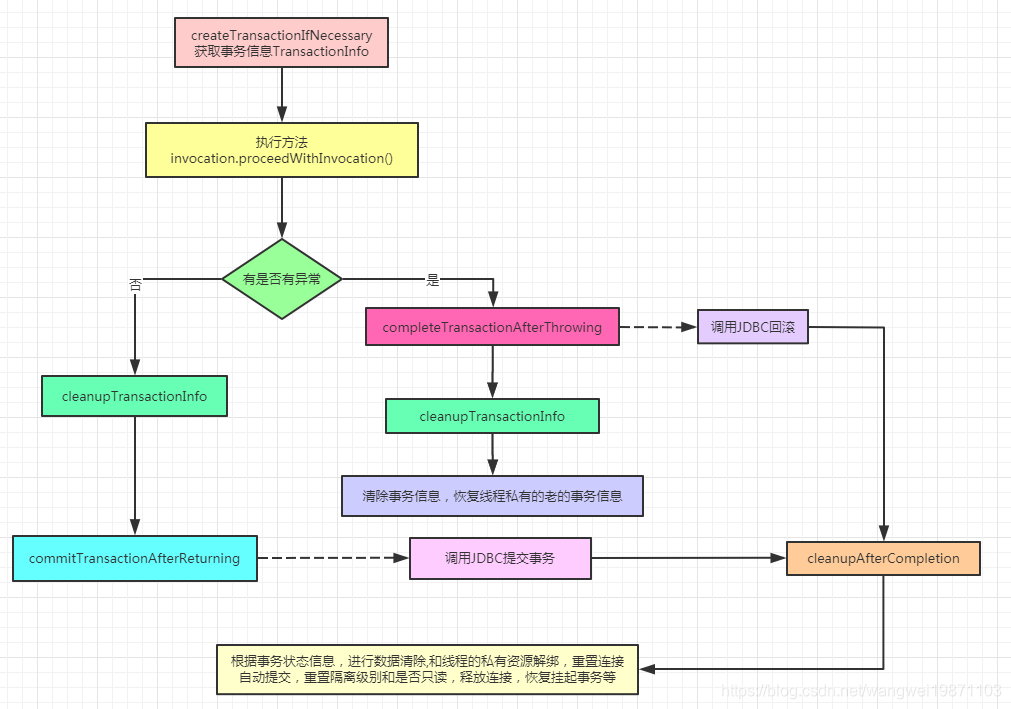 createTransactionIfNecessary
获取事务信息TransactionInfo
执行方法
invocation.proceedWithInvocation()
有是否有异常
否
是
completeTransactionAfterThrowing
调用JDBC回滚
cleanupTransactionInfo
cleanupTransactionInfo
清除事务信息，恢复线程私有的老的事务信息
commitTransactionAfterReturning
调用JDBC提交事务
cleanupAfterCompletion
根据事务状态信息，进行数据清除,和线程的私有资源解绑，重置连接
自动提交，重置隔离级别和是否只读，释放连接，恢复挂起事务等
https://blog.csdn.net/wangwei19871103